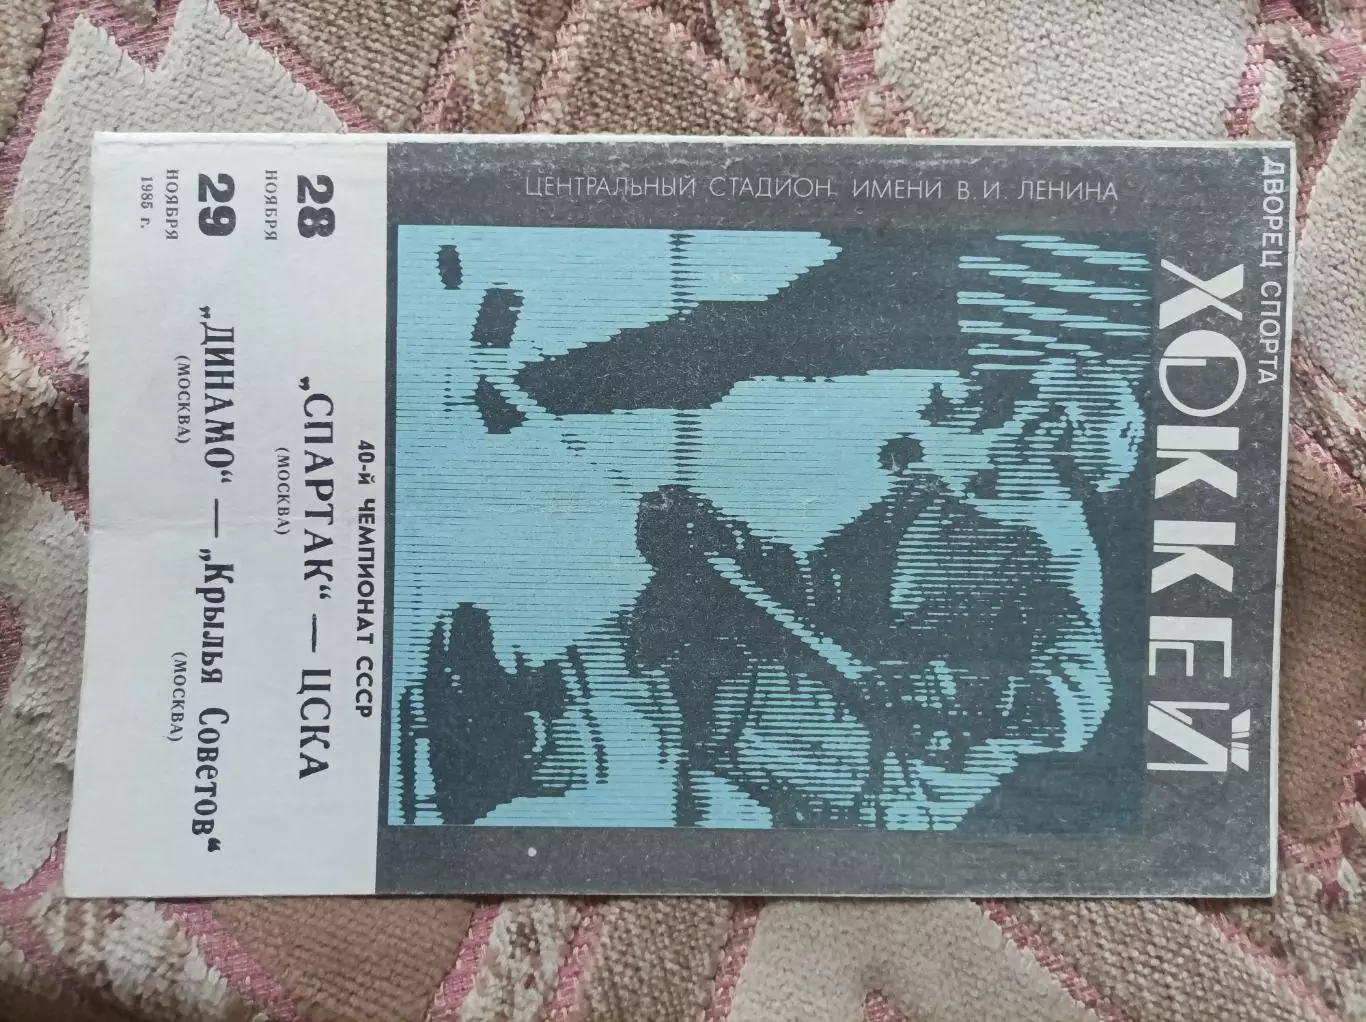 ДВОРЕЦ СПОРТА
ЦЕНТРАЛЬНЫЙ СТАДИОН ИМЕНИ В.И. ЛЕНИНА
ХОККЕЙ
40-й ЧЕМПИОНАТ СССР
28
НОЯБРЯ
„СПАРТАК“ — ЦСКА
(МОСКВА)
29
НОЯБРЯ
1985 г.
„ДИНАМО“ — „Крылья Советов“
(МОСКВА) (МОСКВА)